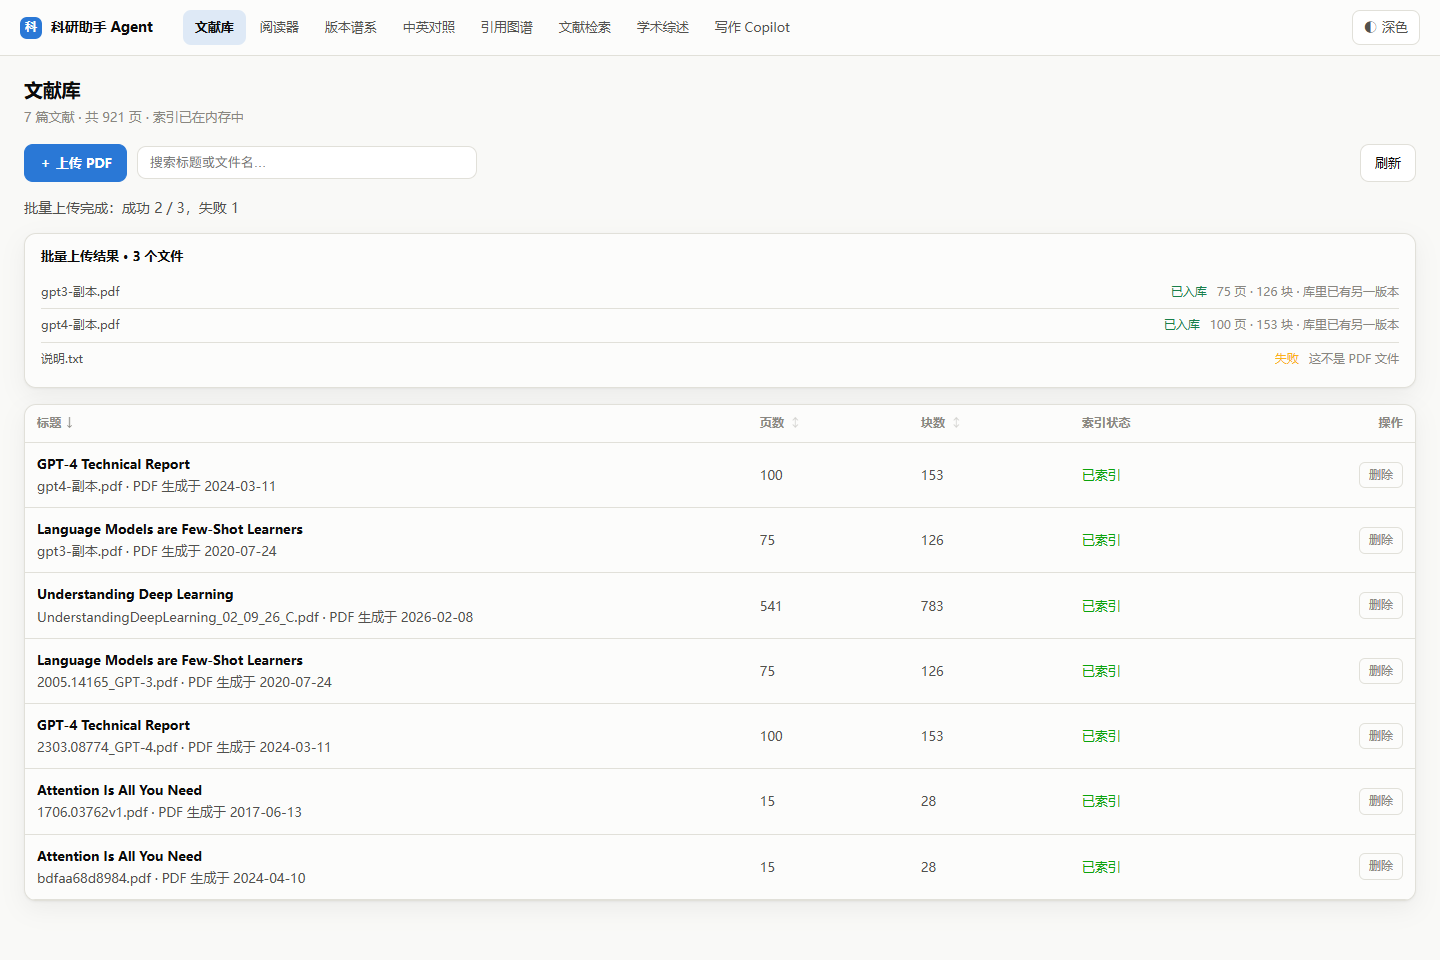 科 科研助手 Agent 文献库 阅读器 版本谱系 中英对照 引用图谱 文献检索 学术综述 写作 Copilot ◐ 深色
文献库
7 篇文献 · 共 921 页 · 索引已在内存中
+ 上传 PDF 搜索标题或文件名... 刷新
批量上传完成：成功 2 / 3，失败 1
批量上传结果 • 3 个文件
gpt3-副本.pdf 已入库 75 页 · 126 块 · 库里已有另一版本
gpt4-副本.pdf 已入库 100 页 · 153 块 · 库里已有另一版本
说明.txt 失败 这不是 PDF 文件
标题 ↓ 页数 ↕ 块数 ↕ 索引状态 操作
GPT-4 Technical Report
gpt4-副本.pdf · PDF 生成于 2024-03-11 100 153 已索引 删除
Language Models are Few-Shot Learners
gpt3-副本.pdf · PDF 生成于 2020-07-24 75 126 已索引 删除
Understanding Deep Learning
UnderstandingDeepLearning_02_09_26_C.pdf · PDF 生成于 2026-02-08 541 783 已索引 删除
Language Models are Few-Shot Learners
2005.14165_GPT-3.pdf · PDF 生成于 2020-07-24 75 126 已索引 删除
GPT-4 Technical Report
2303.08774_GPT-4.pdf · PDF 生成于 2024-03-11 100 153 已索引 删除
Attention Is All You Need
1706.03762v1.pdf · PDF 生成于 2017-06-13 15 28 已索引 删除
Attention Is All You Need
bdfaa68d8984.pdf · PDF 生成于 2024-04-10 15 28 已索引 删除